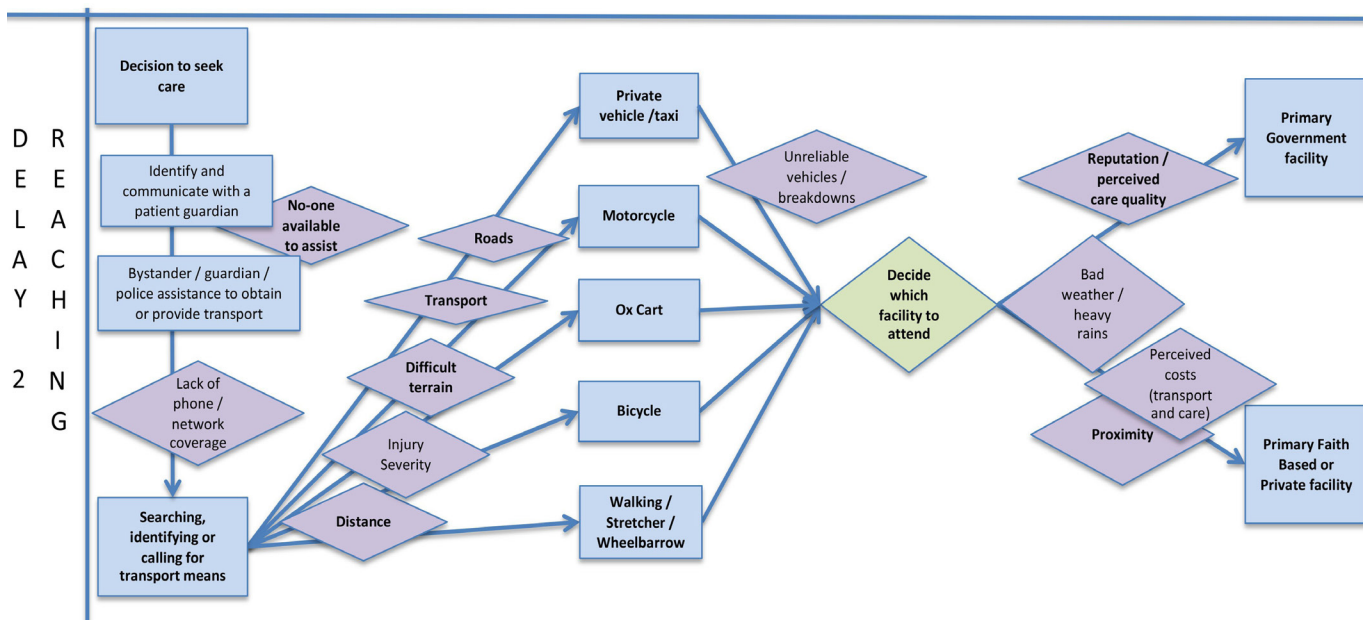 DELAY 2
REACHING
Decision to seek
care
Identify and
communicate with a
patient guardian
No-one
available
to assist
Bystander / guardian /
police assistance to obtain
or provide transport
Lack of
phone /
network
coverage
Searching,
identifying or
calling for
transport means
Roads
Transport
Difficult
terrain
Injury
Severity
Distance
Private
vehicle /taxi
Motorcycle
Ox Cart
Bicycle
Walking /
Stretcher /
Wheelbarrow
Unreliable
vehicles /
breakdowns
Decide
which
facility to
attend
Reputation /
perceived
care quality
Bad
weather /
heavy
rains
Perceived costs
(transport
and care)
Proximity
Primary
Government
facility
Primary Faith
Based or
Private facility